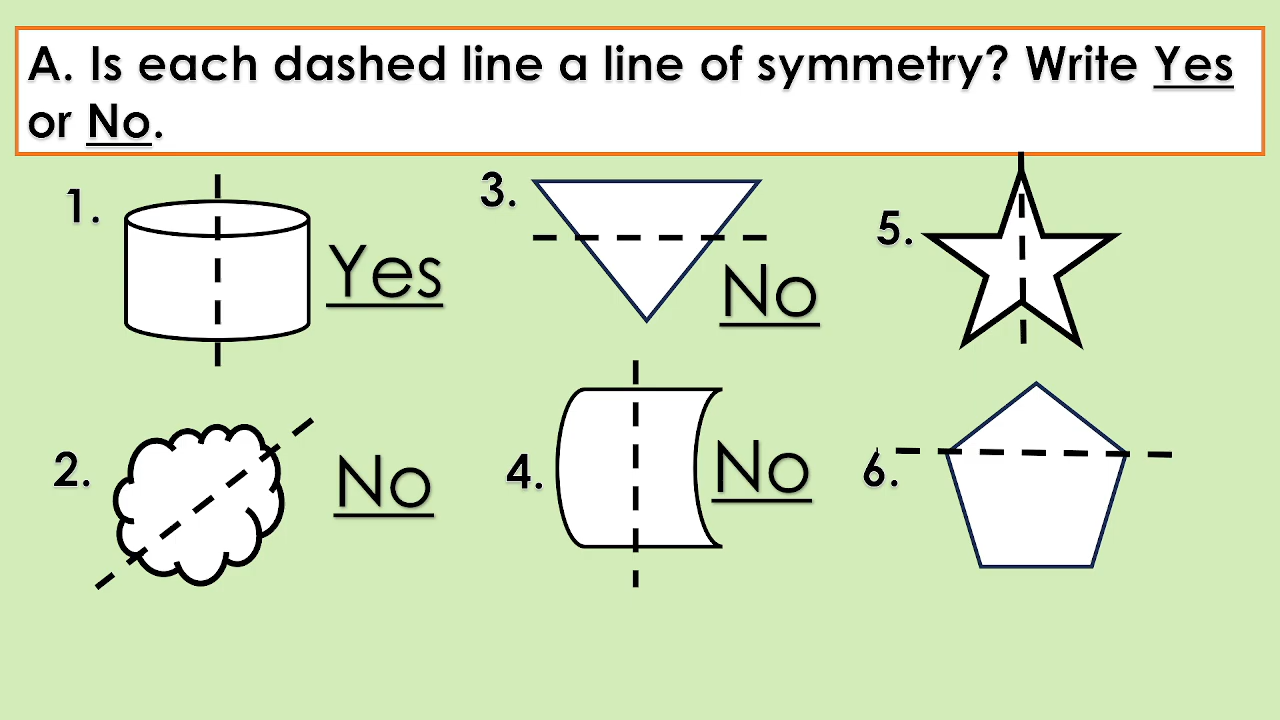 A. Is each dashed line a line of symmetry? Write Yes
or No.
1.
Yes
2.
No
3.
No
4.
No
5.
6.